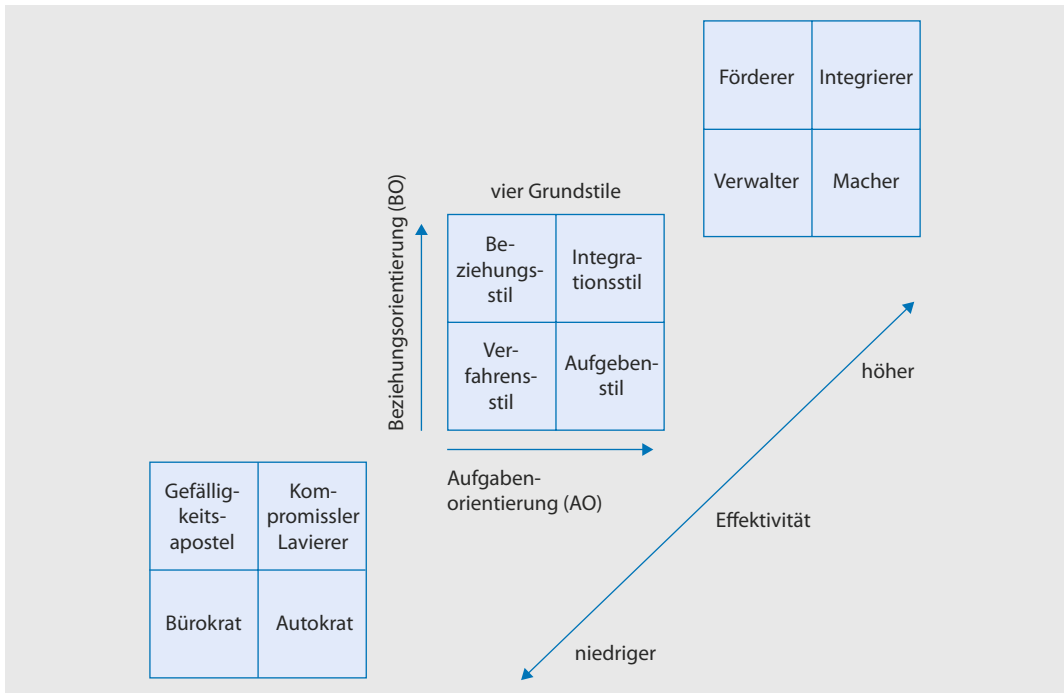 Förderer
Integrierer
Verwalter
Macher
vier Grundstile
Beziehungsorientierung (BO)
Be-
ziehungs-
stil
Integra-
tionsstil
Ver-
fahrens-
stil
Aufgeben-
stil
Aufgaben-
orientierung (AO)
höher
Effektivität
niedriger
Gefällig-
keits-
apostel
Kom-
promissler
Lavierer
Bürokrat
Autokrat